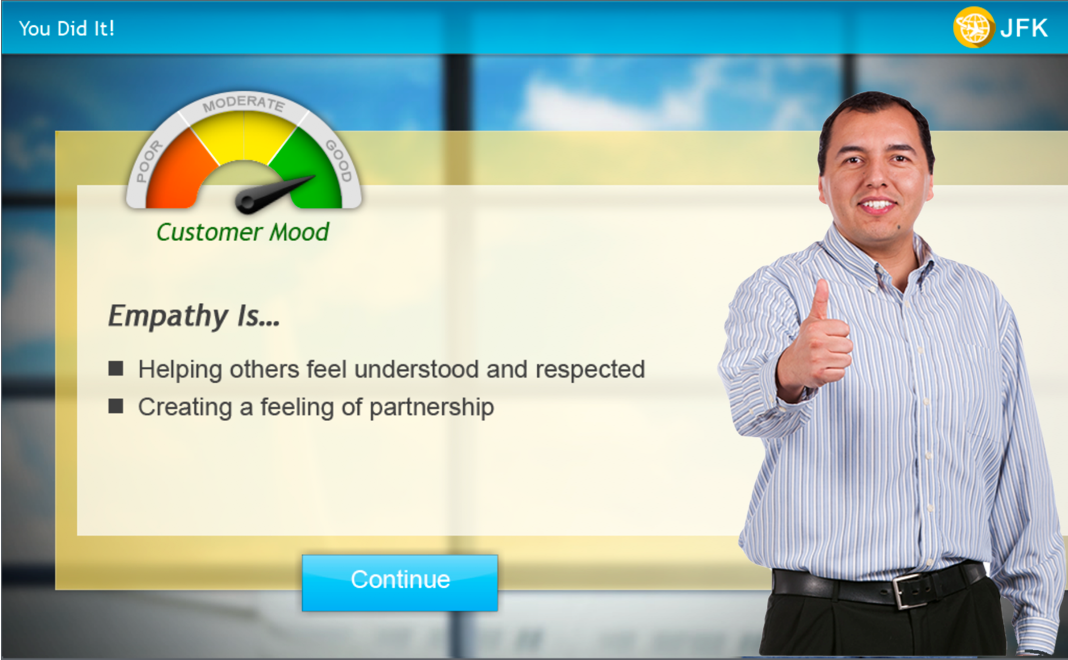 You Did It!
JFK
POOR
MODERATE
GOOD
Customer Mood
Empathy Is...
■ Helping others feel understood and respected
■ Creating a feeling of partnership
Continue